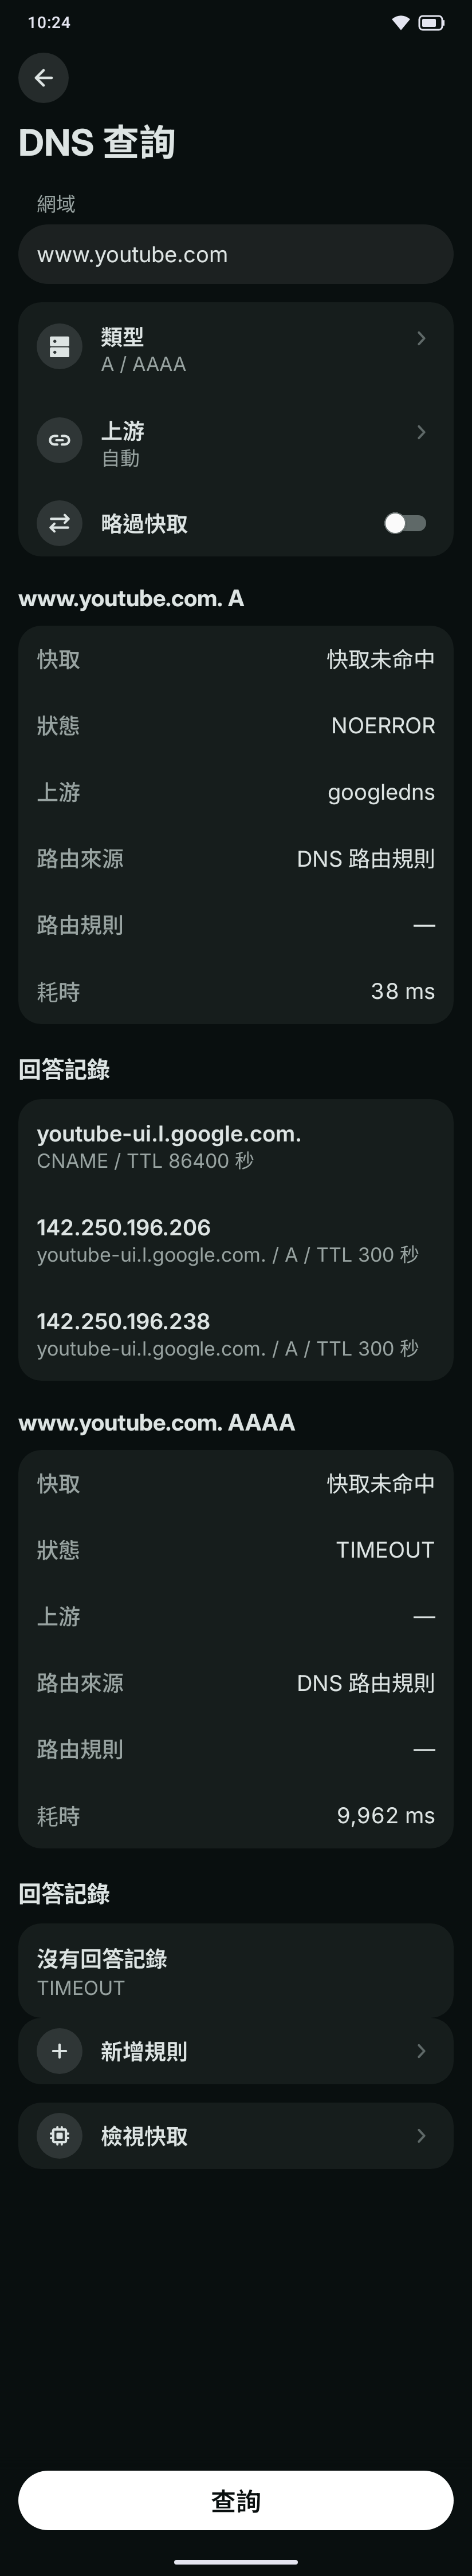 10:24
DNS 查詢
網域
www.youtube.com
類型
A / AAAA
上游
自動
略過快取
www.youtube.com. A
快取 快取未命中
狀態 NOERROR
上游 googledns
路由來源 DNS 路由規則
路由規則 —
耗時 38 ms
回答記錄
youtube-ui.l.google.com.
CNAME / TTL 86400 秒
142.250.196.206
youtube-ui.l.google.com. / A / TTL 300 秒
142.250.196.238
youtube-ui.l.google.com. / A / TTL 300 秒
www.youtube.com. AAAA
快取 快取未命中
狀態 TIMEOUT
上游 —
路由來源 DNS 路由規則
路由規則 —
耗時 9,962 ms
回答記錄
沒有回答記錄
TIMEOUT
新增規則
檢視快取
查詢